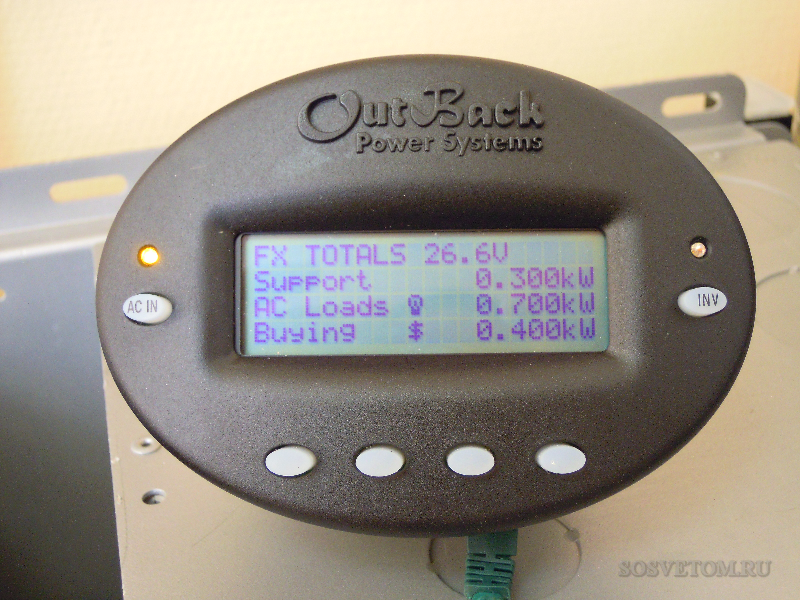 OutBack
Power Systems
FX TOTALS 26.6V
Support 0.300kW
AC Loads 0.700kW
Buying $ 0.400kW
AC IN
INV
SOSVETOM.RU